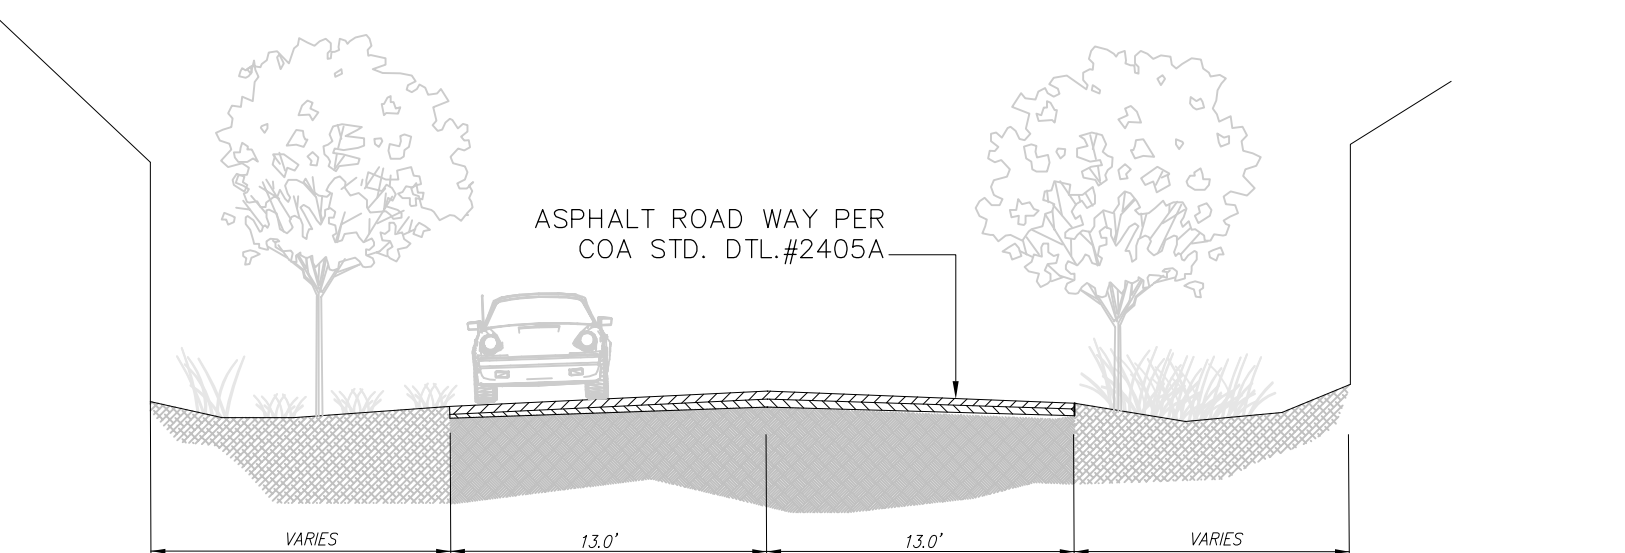 ASPHALT ROAD WAY PER
COA STD. DTL.#2405A
VARIES
13.0'
13.0'
VARIES